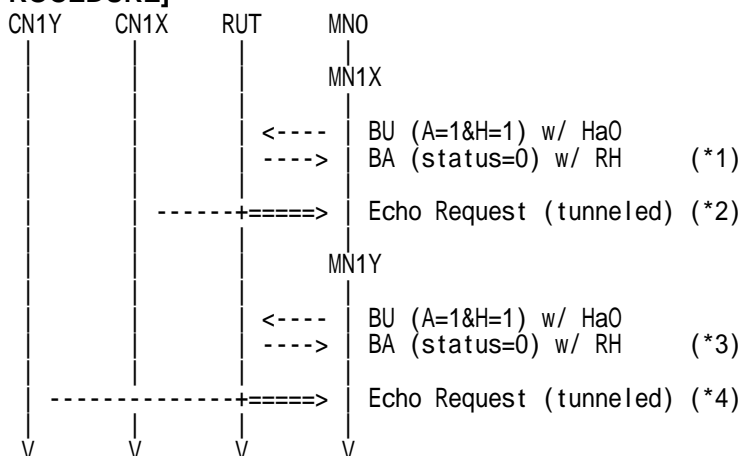 ROCEDURE]
CN1Y CN1X RUT MN0
MN1X
<---- BU (A=1&H=1) w/ HaO
----> BA (status=0) w/ RH (*1)
------+=====> Echo Request (tunneled) (*2)
MN1Y
<---- BU (A=1&H=1) w/ HaO
----> BA (status=0) w/ RH (*3)
--------------+=====> Echo Request (tunneled) (*4)
V V V V